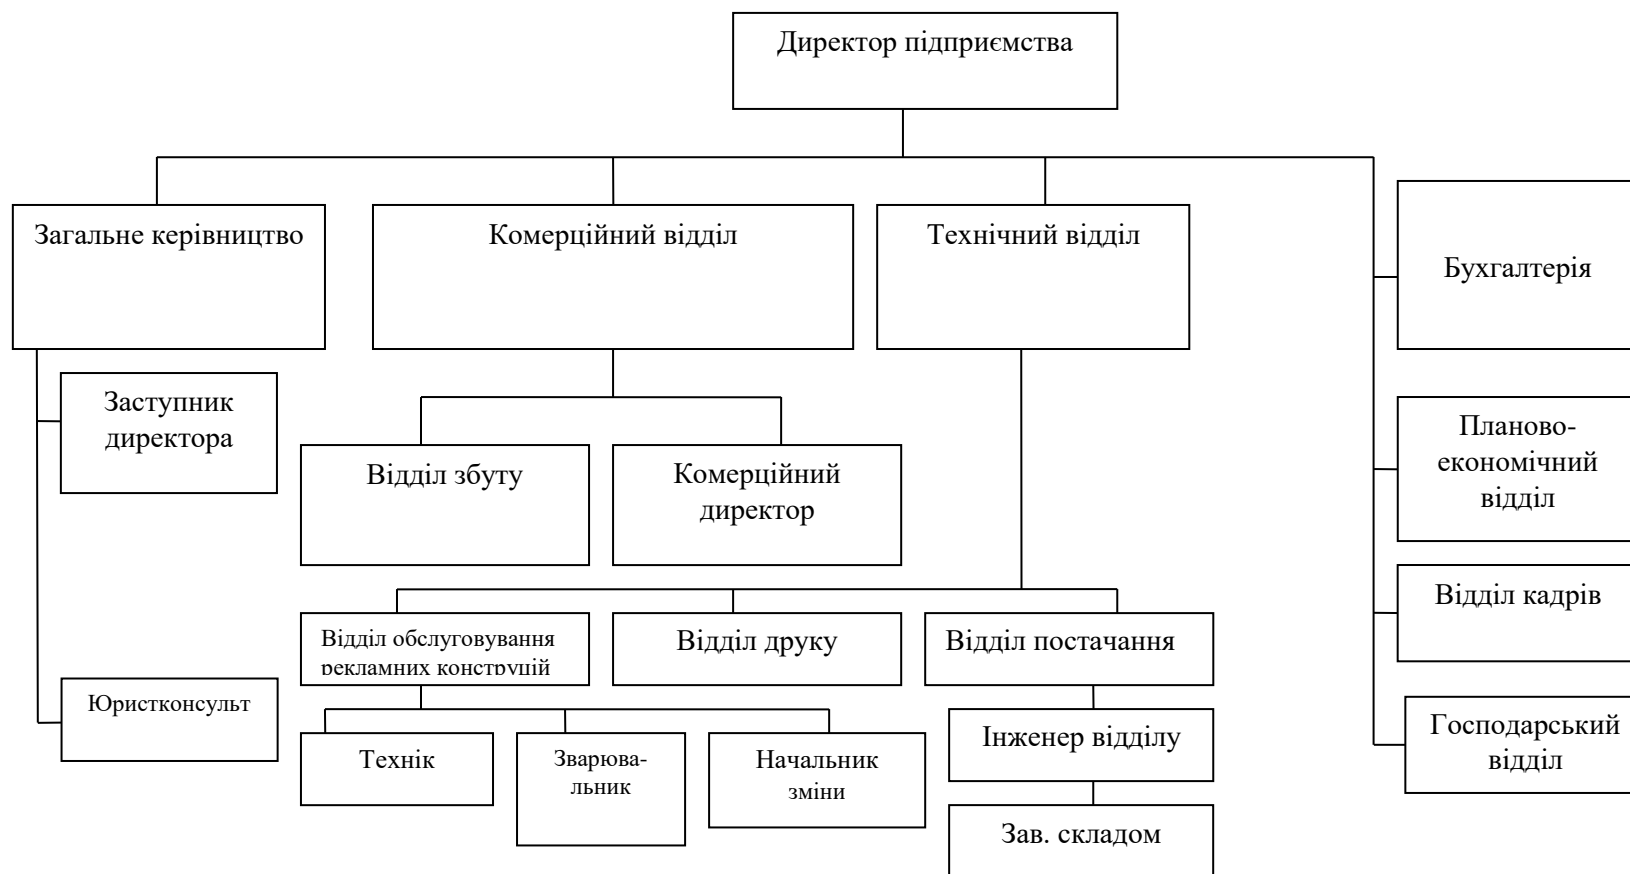 Директор підприємства
Загальне керівництво
Комерційний відділ
Технічний відділ
Бухгалтерія
Заступник
директора
Відділ збуту
Комерційний
директор
Планово-
економічний
відділ
Відділ обслуговування
рекламних конструцій
Відділ друку
Відділ постачання
Відділ кадрів
Юристконсульт
Технік
Зварюва-
льник
Начальник
зміни
Інженер відділу
Господарський
відділ
Зав. складом